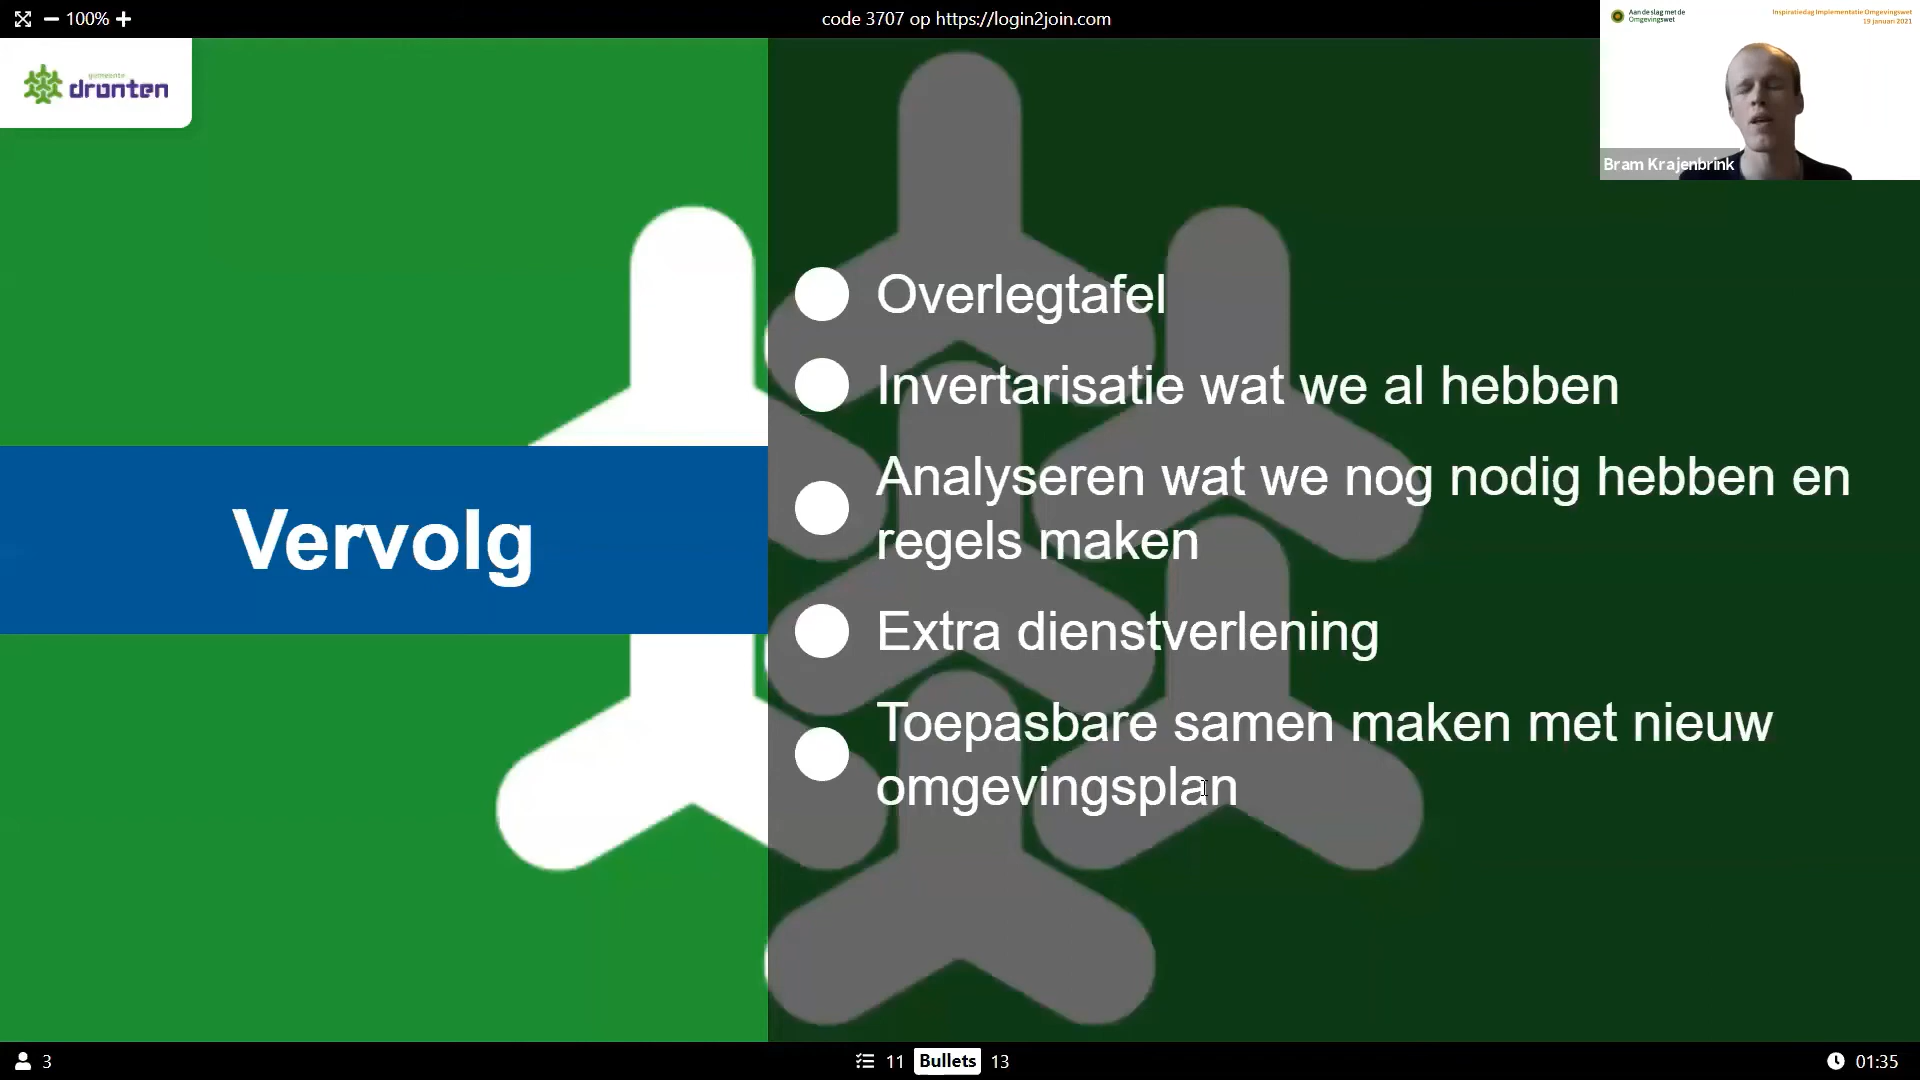 100%
code 3707 op https://login2join.com
Aan de slag met de
Omgevingswet
Inspiratiedag Implementatie Omgevingswet
19 januari 2021
gemeente
dronten
Bram Krajenbrink
Vervolg
Overlegtafel
Invertarisatie wat we al hebben
Analyseren wat we nog nodig hebben en
regels maken
Extra dienstverlening
Toepasbare samen maken met nieuw
omgevingsplan
3
11 Bullets 13
01:35